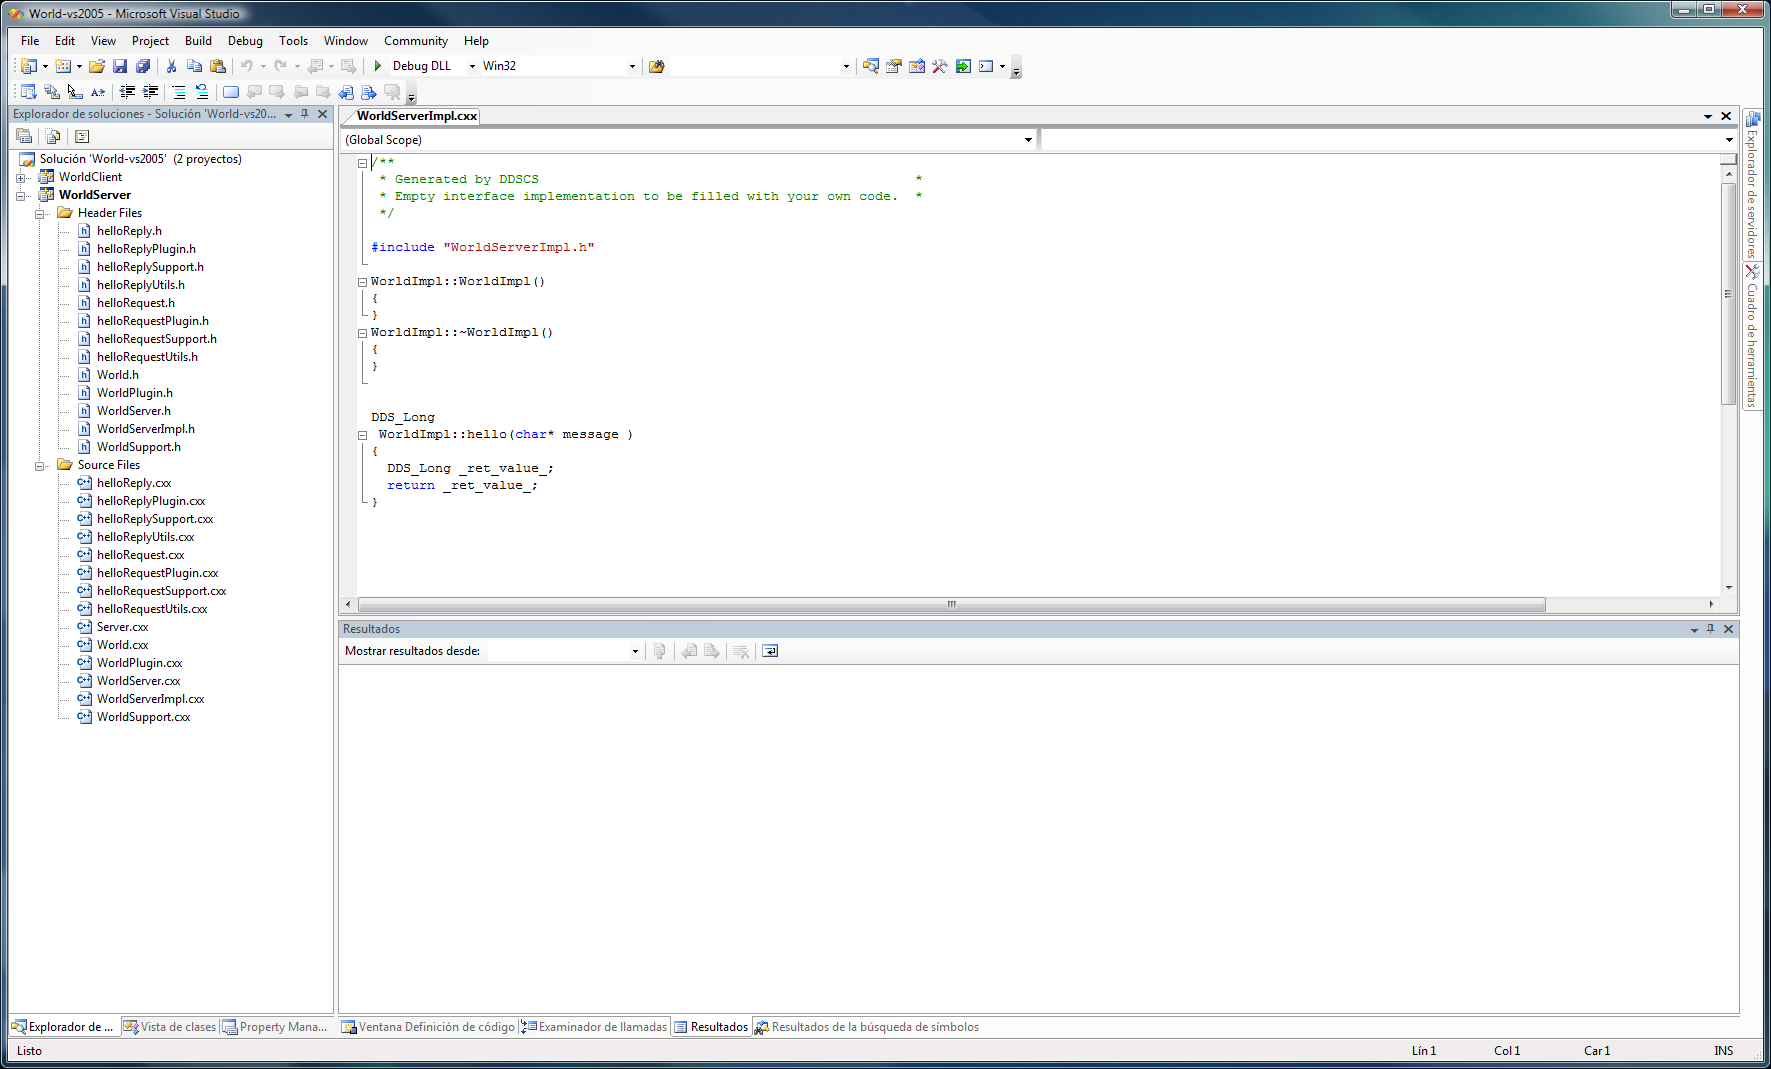 World-vs2005 - Microsoft Visual Studio
File Edit View Project Build Debug Tools Window Community Help
Debug DLL Win32
Explorador de soluciones - Solución 'World-vs20...
Solución 'World-vs2005' (2 proyectos)
WorldClient
WorldServer
Header Files
helloReply.h
helloReplyPlugin.h
helloReplySupport.h
helloReplyUtils.h
helloRequest.h
helloRequestPlugin.h
helloRequestSupport.h
helloRequestUtils.h
World.h
WorldPlugin.h
WorldServer.h
WorldServerImpl.h
WorldSupport.h
Source Files
helloReply.cxx
helloReplyPlugin.cxx
helloReplySupport.cxx
helloReplyUtils.cxx
helloRequest.cxx
helloRequestPlugin.cxx
helloRequestSupport.cxx
helloRequestUtils.cxx
Server.cxx
World.cxx
WorldPlugin.cxx
WorldServer.cxx
WorldServerImpl.cxx
WorldSupport.cxx
Explorador de ... Vista de clases Property Mana...
WorldServerImpl.cxx
(Global Scope)
/**
* Generated by DDSCS *
* Empty interface implementation to be filled with your own code. *
*/
#include "WorldServerImpl.h"
WorldImpl::WorldImpl()
{
}
WorldImpl::~WorldImpl()
{
}
DDS_Long
WorldImpl::hello(char* message )
{
DDS_Long _ret_value_;
return _ret_value_;
}
Resultados
Mostrar resultados desde:
Ventana Definición de código Examinador de llamadas Resultados Resultados de la búsqueda de símbolos
Explorador de servidores
Cuadro de herramientas
Listo Lín 1 Col 1 Car 1 INS